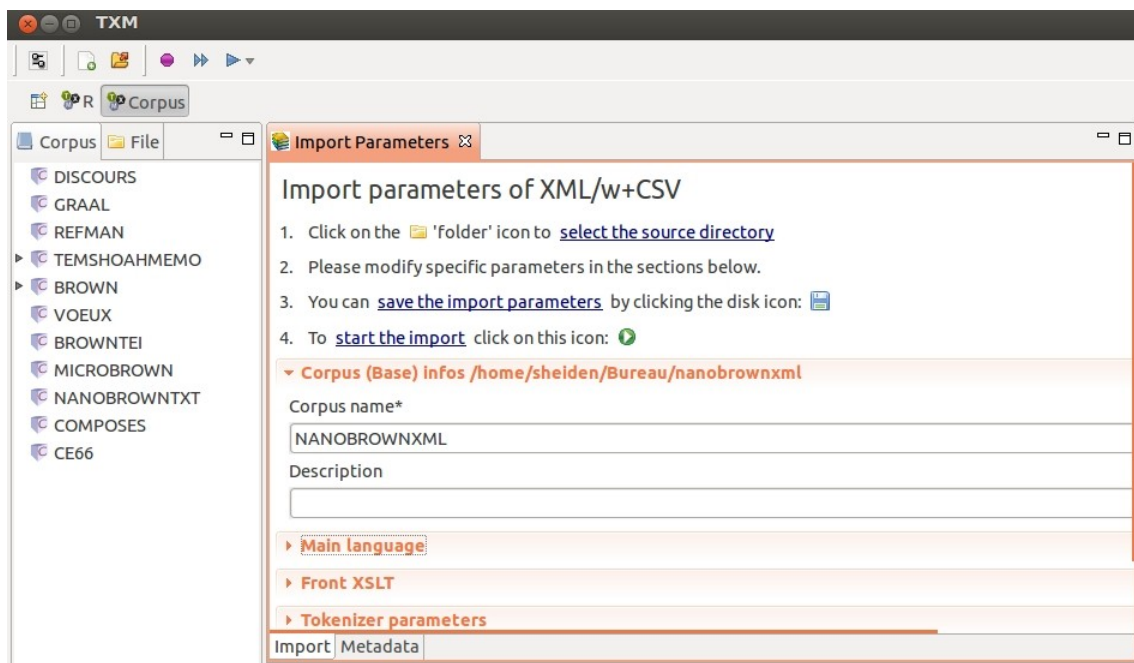 TXM
R Corpus
Corpus File
DISCOURS
GRAAL
REFMAN
TEMSHOAHMEMO
BROWN
VOEUX
BROWNTEI
MICROBROWN
NANOBROWNTXT
COMPOSES
CE66
Import Parameters
Import parameters of XML/w+CSV
1. Click on the 'folder' icon to select the source directory
2. Please modify specific parameters in the sections below.
3. You can save the import parameters by clicking the disk icon:
4. To start the import click on this icon:
Corpus (Base) infos /home/sheiden/Bureau/nanobrownxml
Corpus name*
NANOBROWNXML
Description
Main language
Front XSLT
Tokenizer parameters
Import Metadata